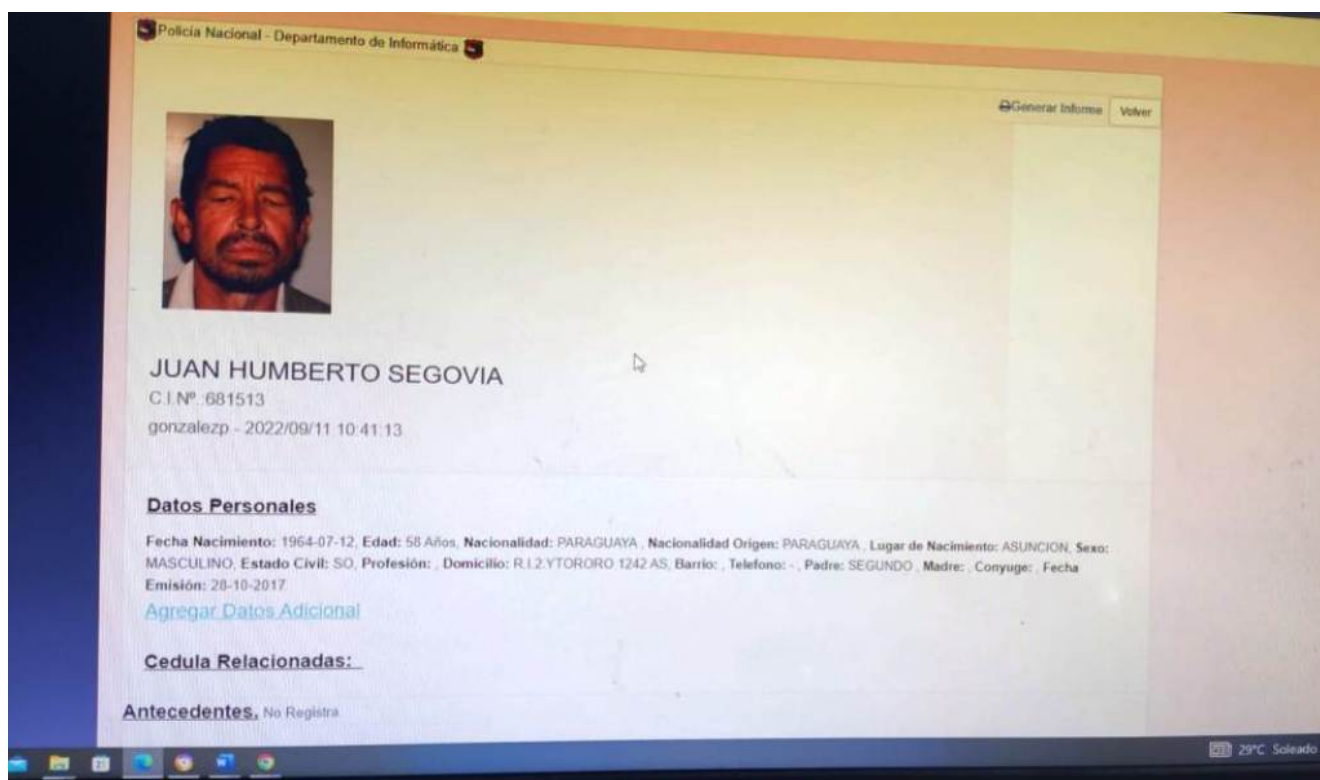 Policia Nacional - Departamento de Informática
Generar Informe Volver
JUAN HUMBERTO SEGOVIA
C.I.Nº.:681513
gonzalezp - 2022/09/11 10:41:13
Datos Personales
Fecha Nacimiento: 1964-07-12, Edad: 58 Años, Nacionalidad: PARAGUAYA , Nacionalidad Origen: PARAGUAYA , Lugar de Nacimiento: ASUNCION, Sexo:
MASCULINO, Estado Civil: SO, Profesión: , Domicilio: R.I.2.YTORORO 1242 AS, Barrio: , Telefono: - , Padre: SEGUNDO , Madre: , Conyuge: , Fecha
Emisión: 28-10-2017
Agregar Datos Adicional
Cedula Relacionadas:
Antecedentes, No Registra
29°C Soleado